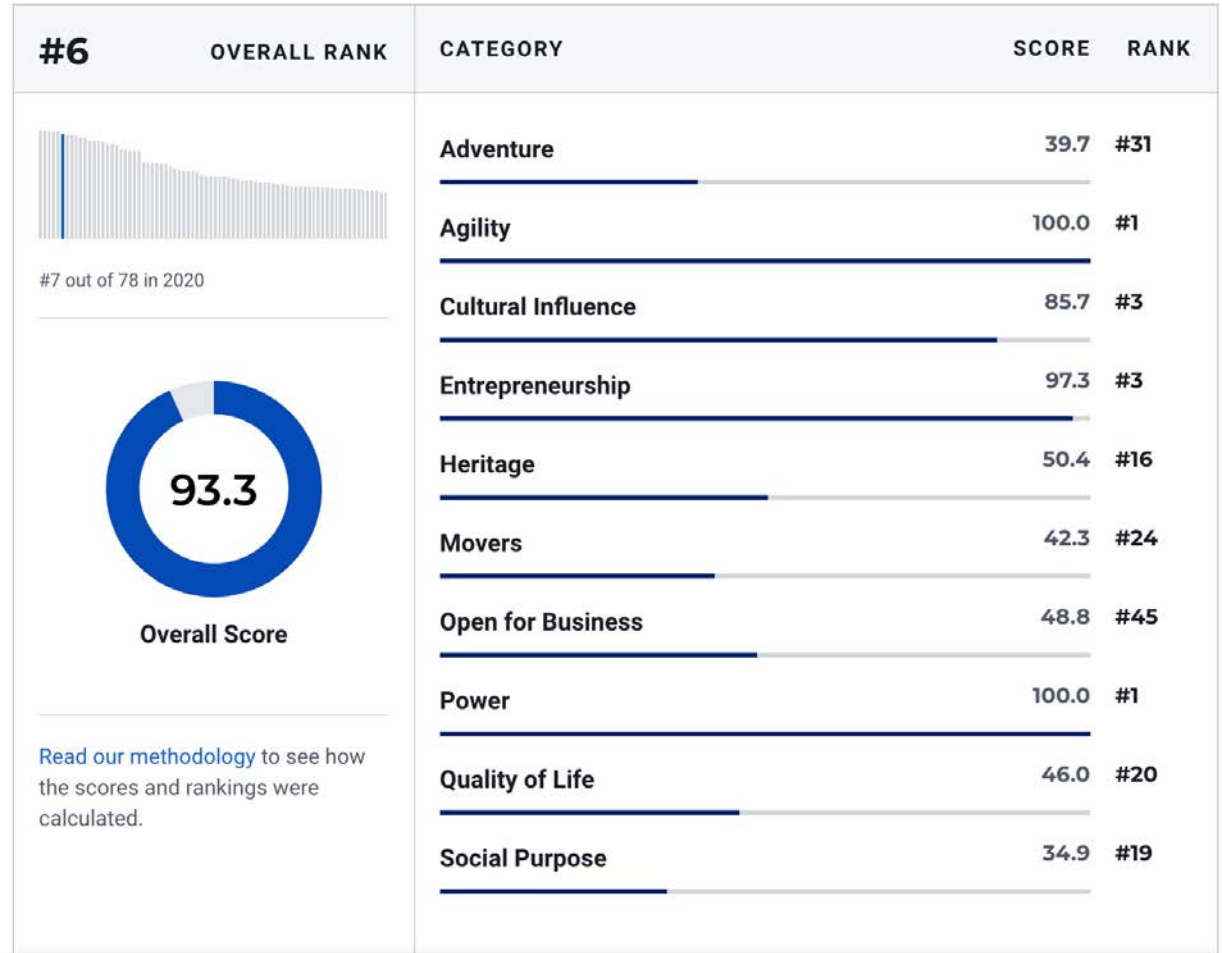 #6 OVERALL RANK
#7 out of 78 in 2020
93.3
Overall Score
Read our methodology to see how
the scores and rankings were
calculated.
CATEGORY SCORE RANK
Adventure 39.7 #31
Agility 100.0 #1
Cultural Influence 85.7 #3
Entrepreneurship 97.3 #3
Heritage 50.4 #16
Movers 42.3 #24
Open for Business 48.8 #45
Power 100.0 #1
Quality of Life 46.0 #20
Social Purpose 34.9 #19